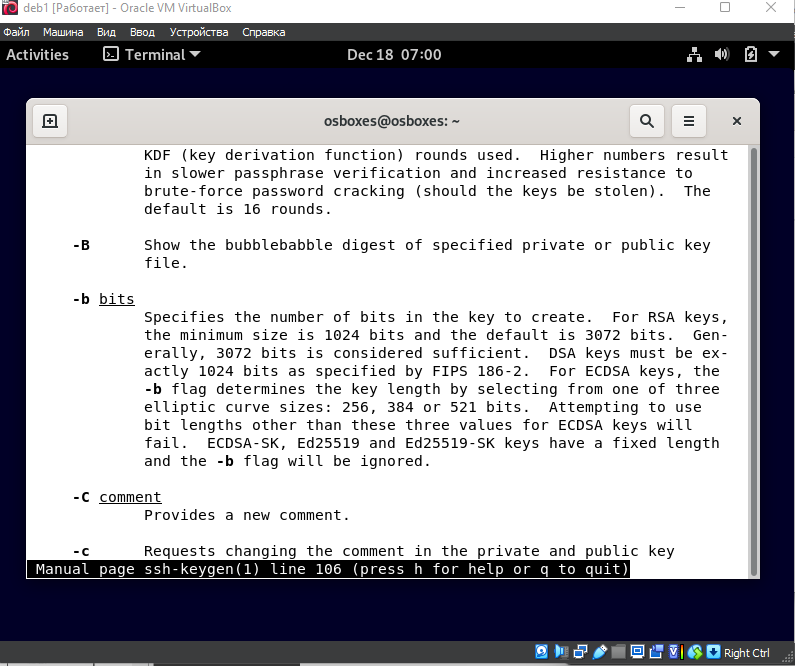 deb1 [Работает] - Oracle VM VirtualBox
Файл Машина Вид Ввод Устройства Справка
Activities Terminal Dec 18 07:00
osboxes@osboxes: ~
KDF (key derivation function) rounds used. Higher numbers result
in slower passphrase verification and increased resistance to
brute-force password cracking (should the keys be stolen). The
default is 16 rounds.
-B Show the bubblebabble digest of specified private or public key
file.
-b bits
Specifies the number of bits in the key to create. For RSA keys,
the minimum size is 1024 bits and the default is 3072 bits. Gen-
erally, 3072 bits is considered sufficient. DSA keys must be ex-
actly 1024 bits as specified by FIPS 186-2. For ECDSA keys, the
-b flag determines the key length by selecting from one of three
elliptic curve sizes: 256, 384 or 521 bits. Attempting to use
bit lengths other than these three values for ECDSA keys will
fail. ECDSA-SK, Ed25519 and Ed25519-SK keys have a fixed length
and the -b flag will be ignored.
-C comment
Provides a new comment.
-c Requests changing the comment in the private and public key
Manual page ssh-keygen(1) line 106 (press h for help or q to quit)
Right Ctrl